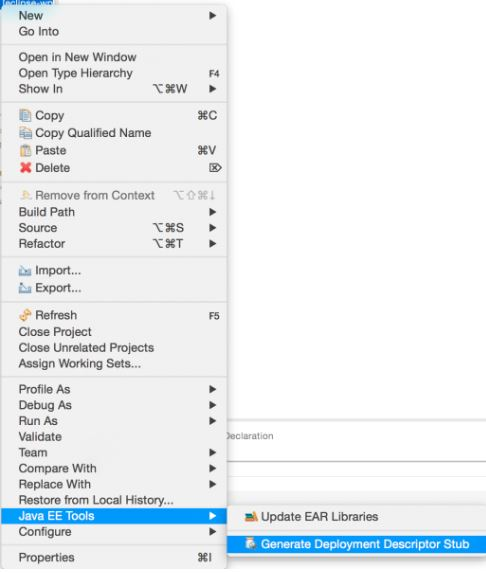 eclipse-wp
New
Go Into
Open in New Window
Open Type Hierarchy F4
Show In ⌥⌘W
Copy ⌘C
Copy Qualified Name
Paste ⌘V
Delete ⌦
Remove from Context ⌥⇧⌘↓
Build Path
Source ⌥⌘S
Refactor ⌥⌘T
Import...
Export...
Refresh F5
Close Project
Close Unrelated Projects
Assign Working Sets...
Profile As
Debug As
Run As
Validate
Declaration
Team
Compare With
Replace With
Restore from Local History...
Java EE Tools
Update EAR Libraries
Configure
Generate Deployment Descriptor Stub
Properties ⌘I